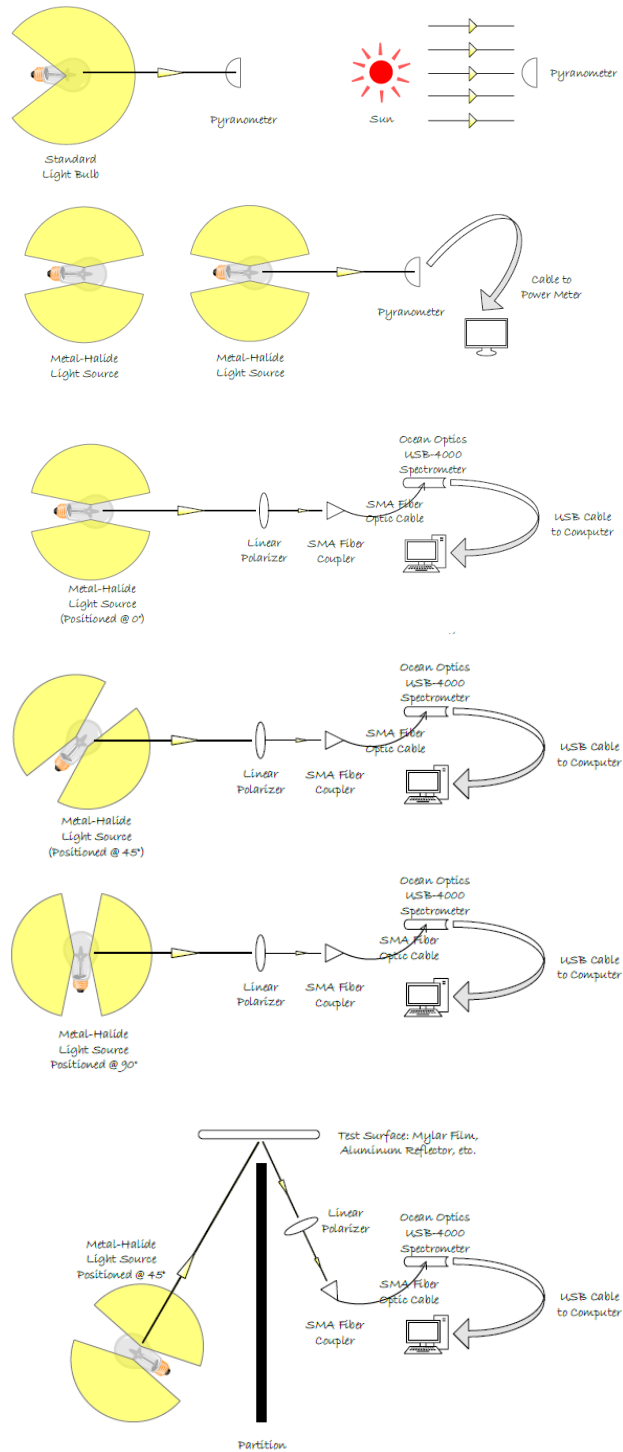 Pyranometer
Standard
Light Bulb
Sun
Pyranometer
Metal-Halide
Light Source
Metal-Halide
Light Source
Pyranometer
Cable to
Power Meter
Metal-Halide
Light Source
(Positioned @ 0°)
Linear
Polarizer
SMA Fiber
Coupler
SMA Fiber
Optic Cable
Ocean Optics
USB-4000
Spectrometer
USB Cable
to Computer
Metal-Halide
Light Source
(Positioned @ 45°)
Linear
Polarizer
SMA Fiber
Coupler
SMA Fiber
Optic Cable
Ocean Optics
USB-4000
Spectrometer
USB Cable
to Computer
Metal-Halide
Light Source
Positioned @ 90°
Linear
Polarizer
SMA Fiber
Coupler
SMA Fiber
Optic Cable
Ocean Optics
USB-4000
Spectrometer
USB Cable
to Computer
Test Surface: Mylar Film,
Aluminum Reflector, etc.
Metal-Halide
Light Source
Positioned @ 45°
Linear
Polarizer
SMA Fiber
Coupler
SMA Fiber
Optic Cable
Ocean Optics
USB-4000
Spectrometer
USB Cable
to Computer
Partition